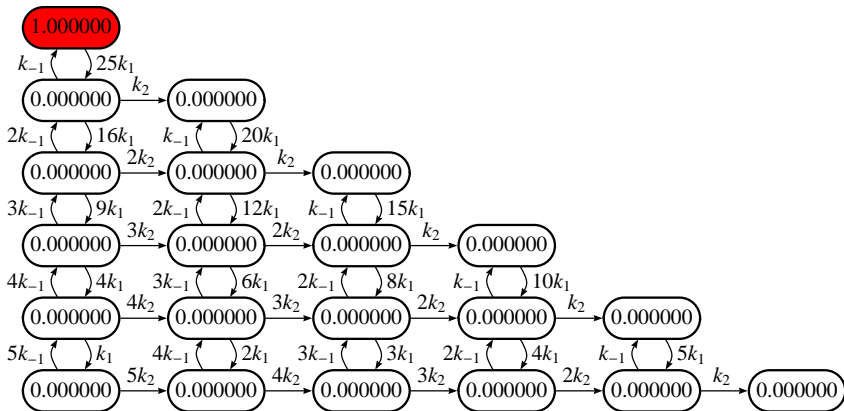 1.000000
k₋₁ 25k₁
k₂
0.000000 0.000000
2k₋₁ 16k₁ k₋₁ 20k₁
2k₂ k₂
0.000000 0.000000 0.000000
3k₋₁ 9k₁ 2k₋₁ 12k₁ k₋₁ 15k₁
3k₂ 2k₂ k₂
0.000000 0.000000 0.000000 0.000000
4k₋₁ 4k₁ 3k₋₁ 6k₁ 2k₋₁ 8k₁ k₋₁ 10k₁
4k₂ 3k₂ 2k₂ k₂
0.000000 0.000000 0.000000 0.000000 0.000000
5k₋₁ k₁ 4k₋₁ 2k₁ 3k₋₁ 3k₁ 2k₋₁ 4k₁ k₋₁ 5k₁
5k₂ 4k₂ 3k₂ 2k₂ k₂
0.000000 0.000000 0.000000 0.000000 0.000000 0.000000